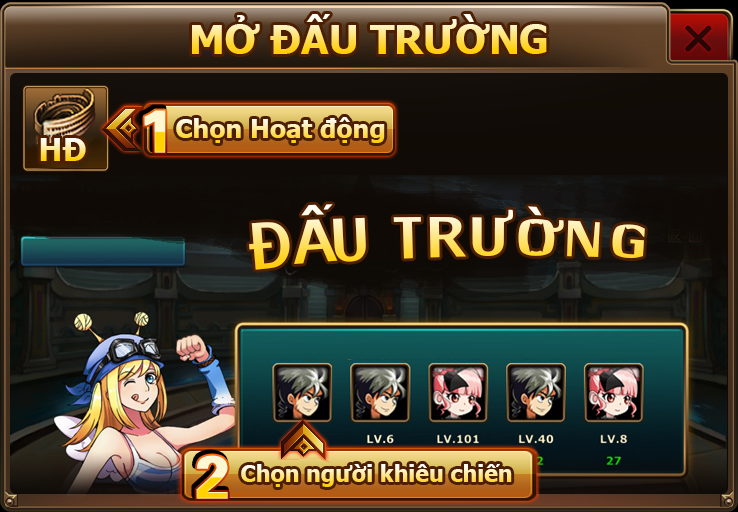 MỞ ĐẤU TRƯỜNG
HĐ
1 Chọn Hoạt động
ĐẤU TRƯỜNG
LV.6 LV.101 LV.40 LV.8
27
2 Chọn người khiêu chiến